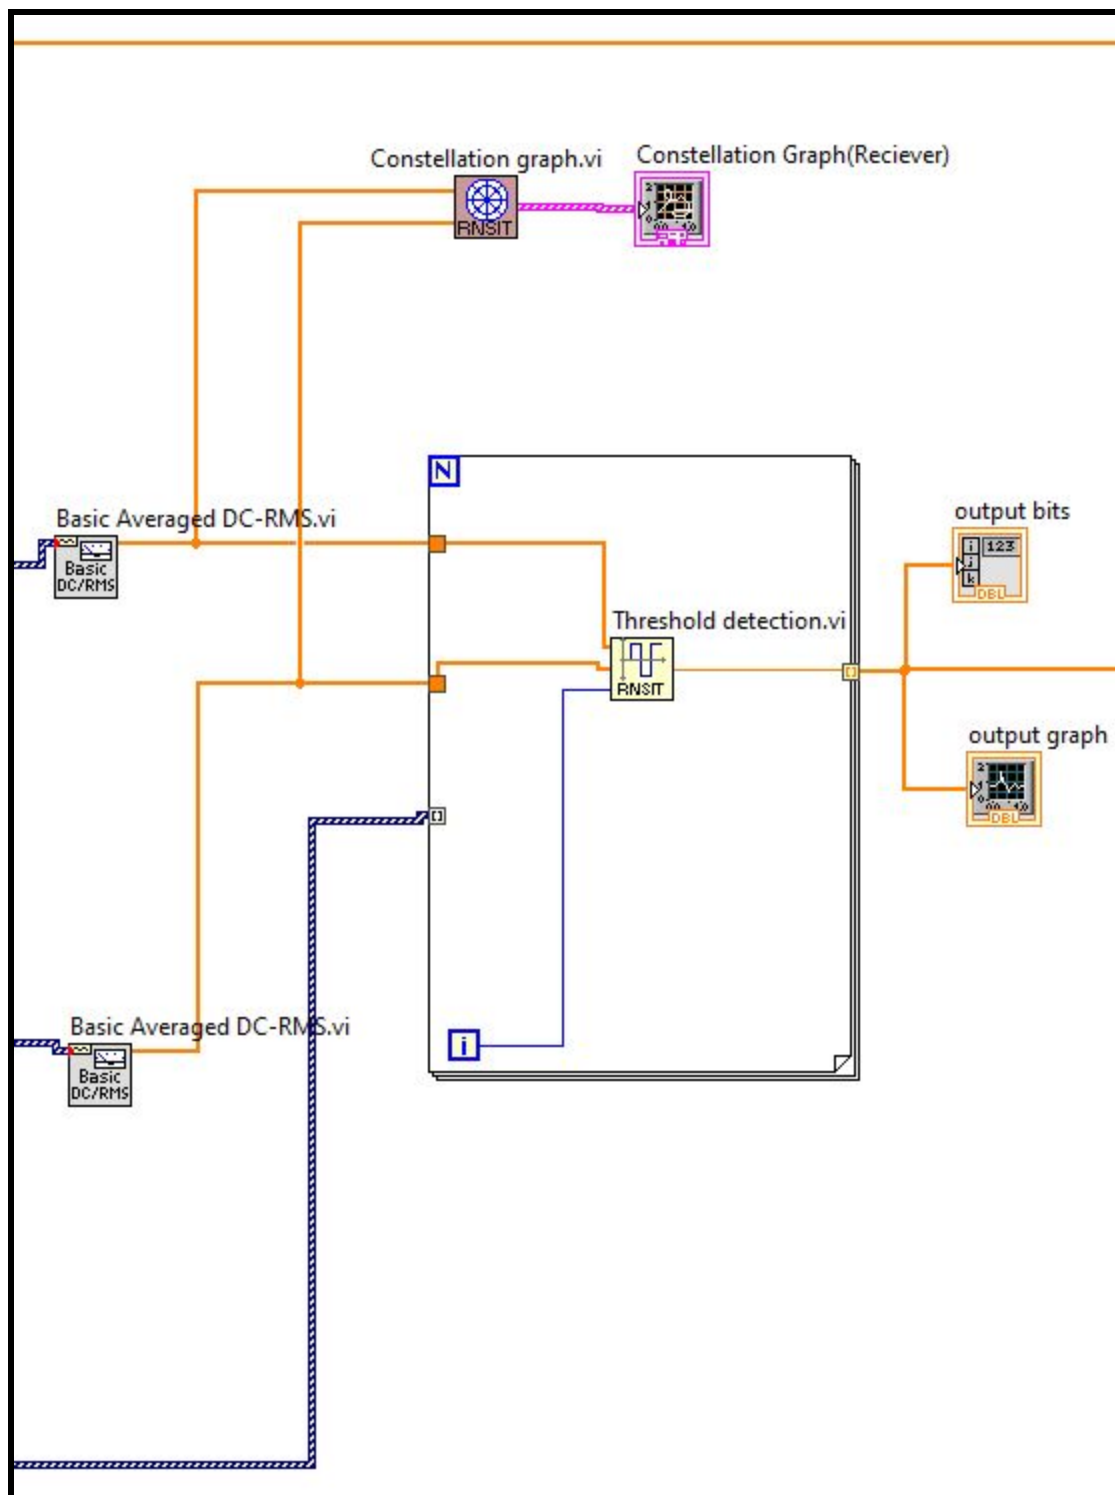 Constellation graph.vi
Constellation Graph(Reciever)
RNSIT
N
Basic Averaged DC-RMS.vi
Basic
DC/RMS
output bits
i
j
k
123
DBL
Threshold detection.vi
RNSIT
output graph
DBL
Basic Averaged DC-RMS.vi
Basic
DC/RMS
i